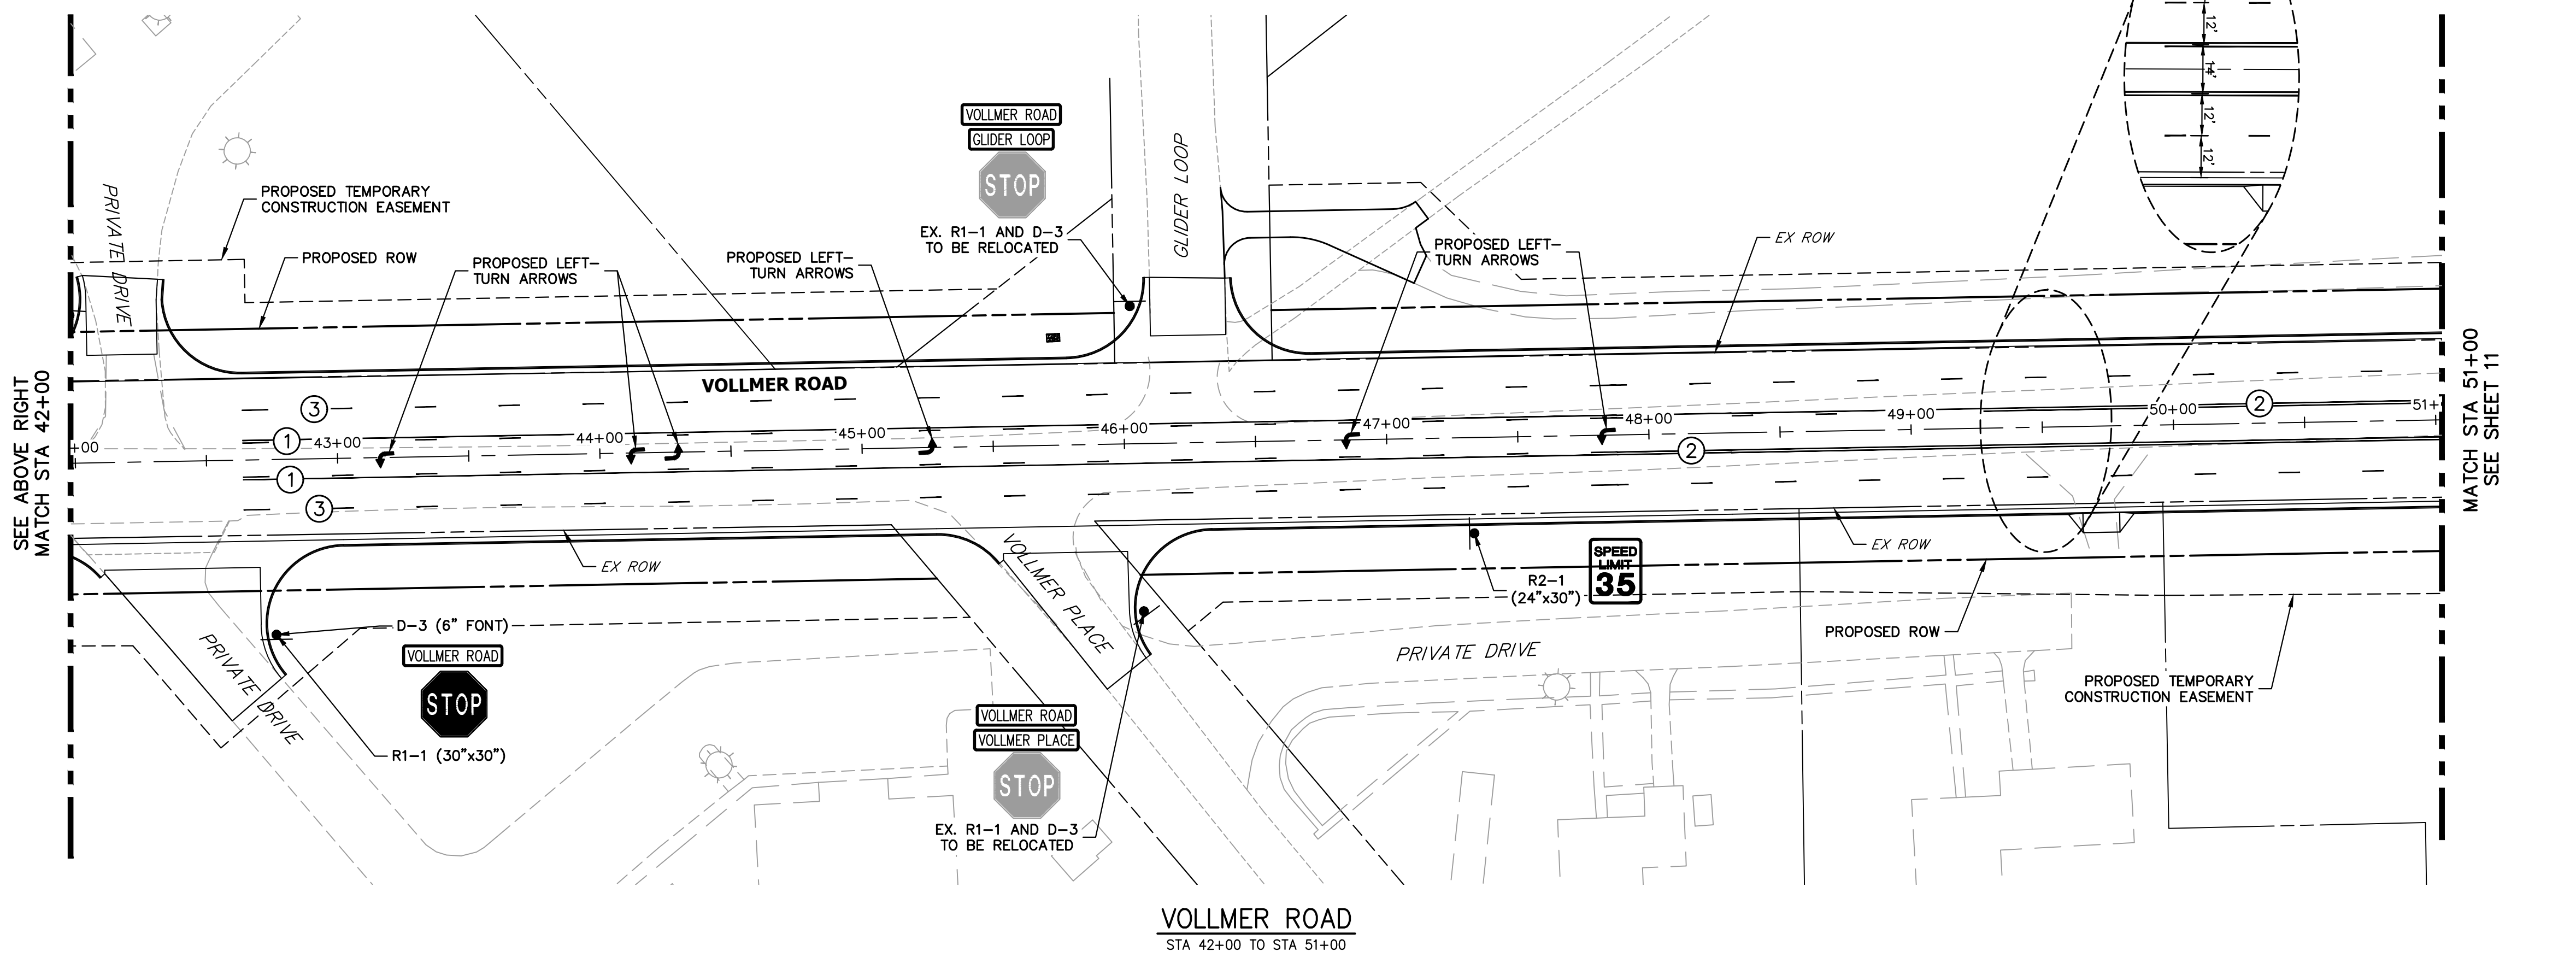 12'
14'
12'
12'
VOLLMER ROAD
GLIDER LOOP
STOP
EX. R1-1 AND D-3
TO BE RELOCATED
GLIDER LOOP
PRIVATE DRIVE
PROPOSED TEMPORARY
CONSTRUCTION EASEMENT
PROPOSED ROW
PROPOSED LEFT-
TURN ARROWS
PROPOSED LEFT-
TURN ARROWS
PROPOSED LEFT-
TURN ARROWS
EX ROW
SEE ABOVE RIGHT
MATCH STA 42+00
MATCH STA 51+00
SEE SHEET 11
VOLLMER ROAD
3
1
+00
43+00
44+00
45+00
46+00
47+00
48+00
49+00
50+00
2
51+
1
2
3
EX ROW
VOLLMER PLACE
EX ROW
SPEED
LIMIT
35
R2-1
(24"x30")
D-3 (6" FONT)
VOLLMER ROAD
STOP
R1-1 (30"x30")
PRIVATE DRIVE
PRIVATE DRIVE
PROPOSED ROW
PROPOSED TEMPORARY
CONSTRUCTION EASEMENT
VOLLMER ROAD
VOLLMER PLACE
STOP
EX. R1-1 AND D-3
TO BE RELOCATED
VOLLMER ROAD
STA 42+00 TO STA 51+00